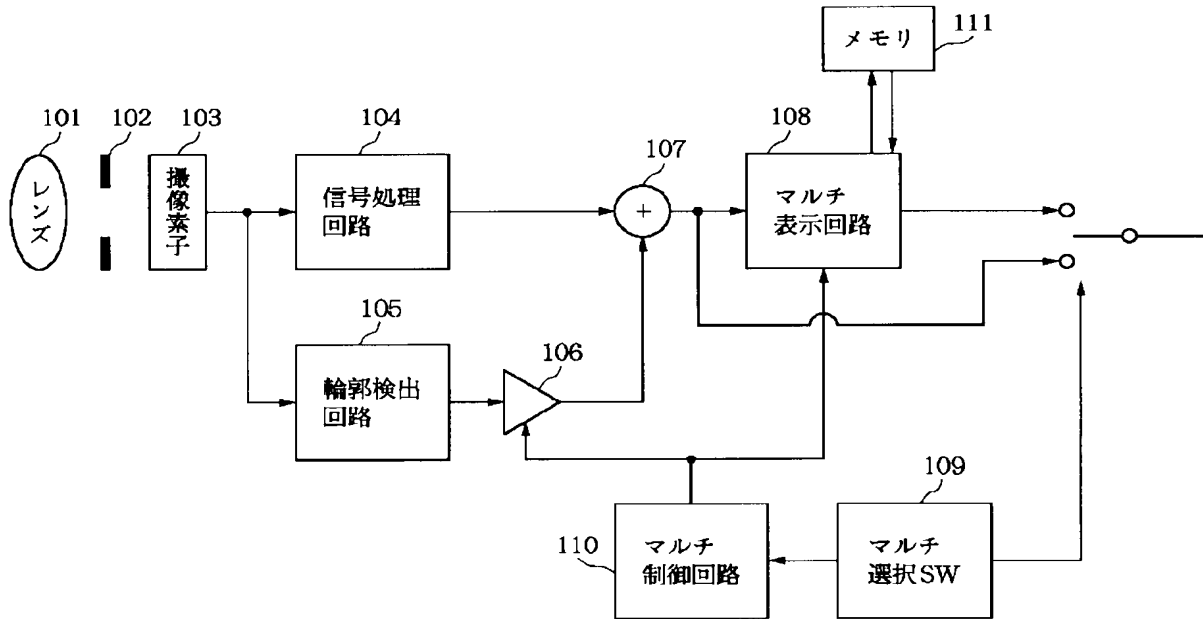 メモリ
111
101
102
103
104
108
107
レンズ
撮像素子
信号処理
回路
+
マルチ
表示回路
105
106
輪郭検出
回路
109
110
マルチ
制御回路
マルチ
選択SW